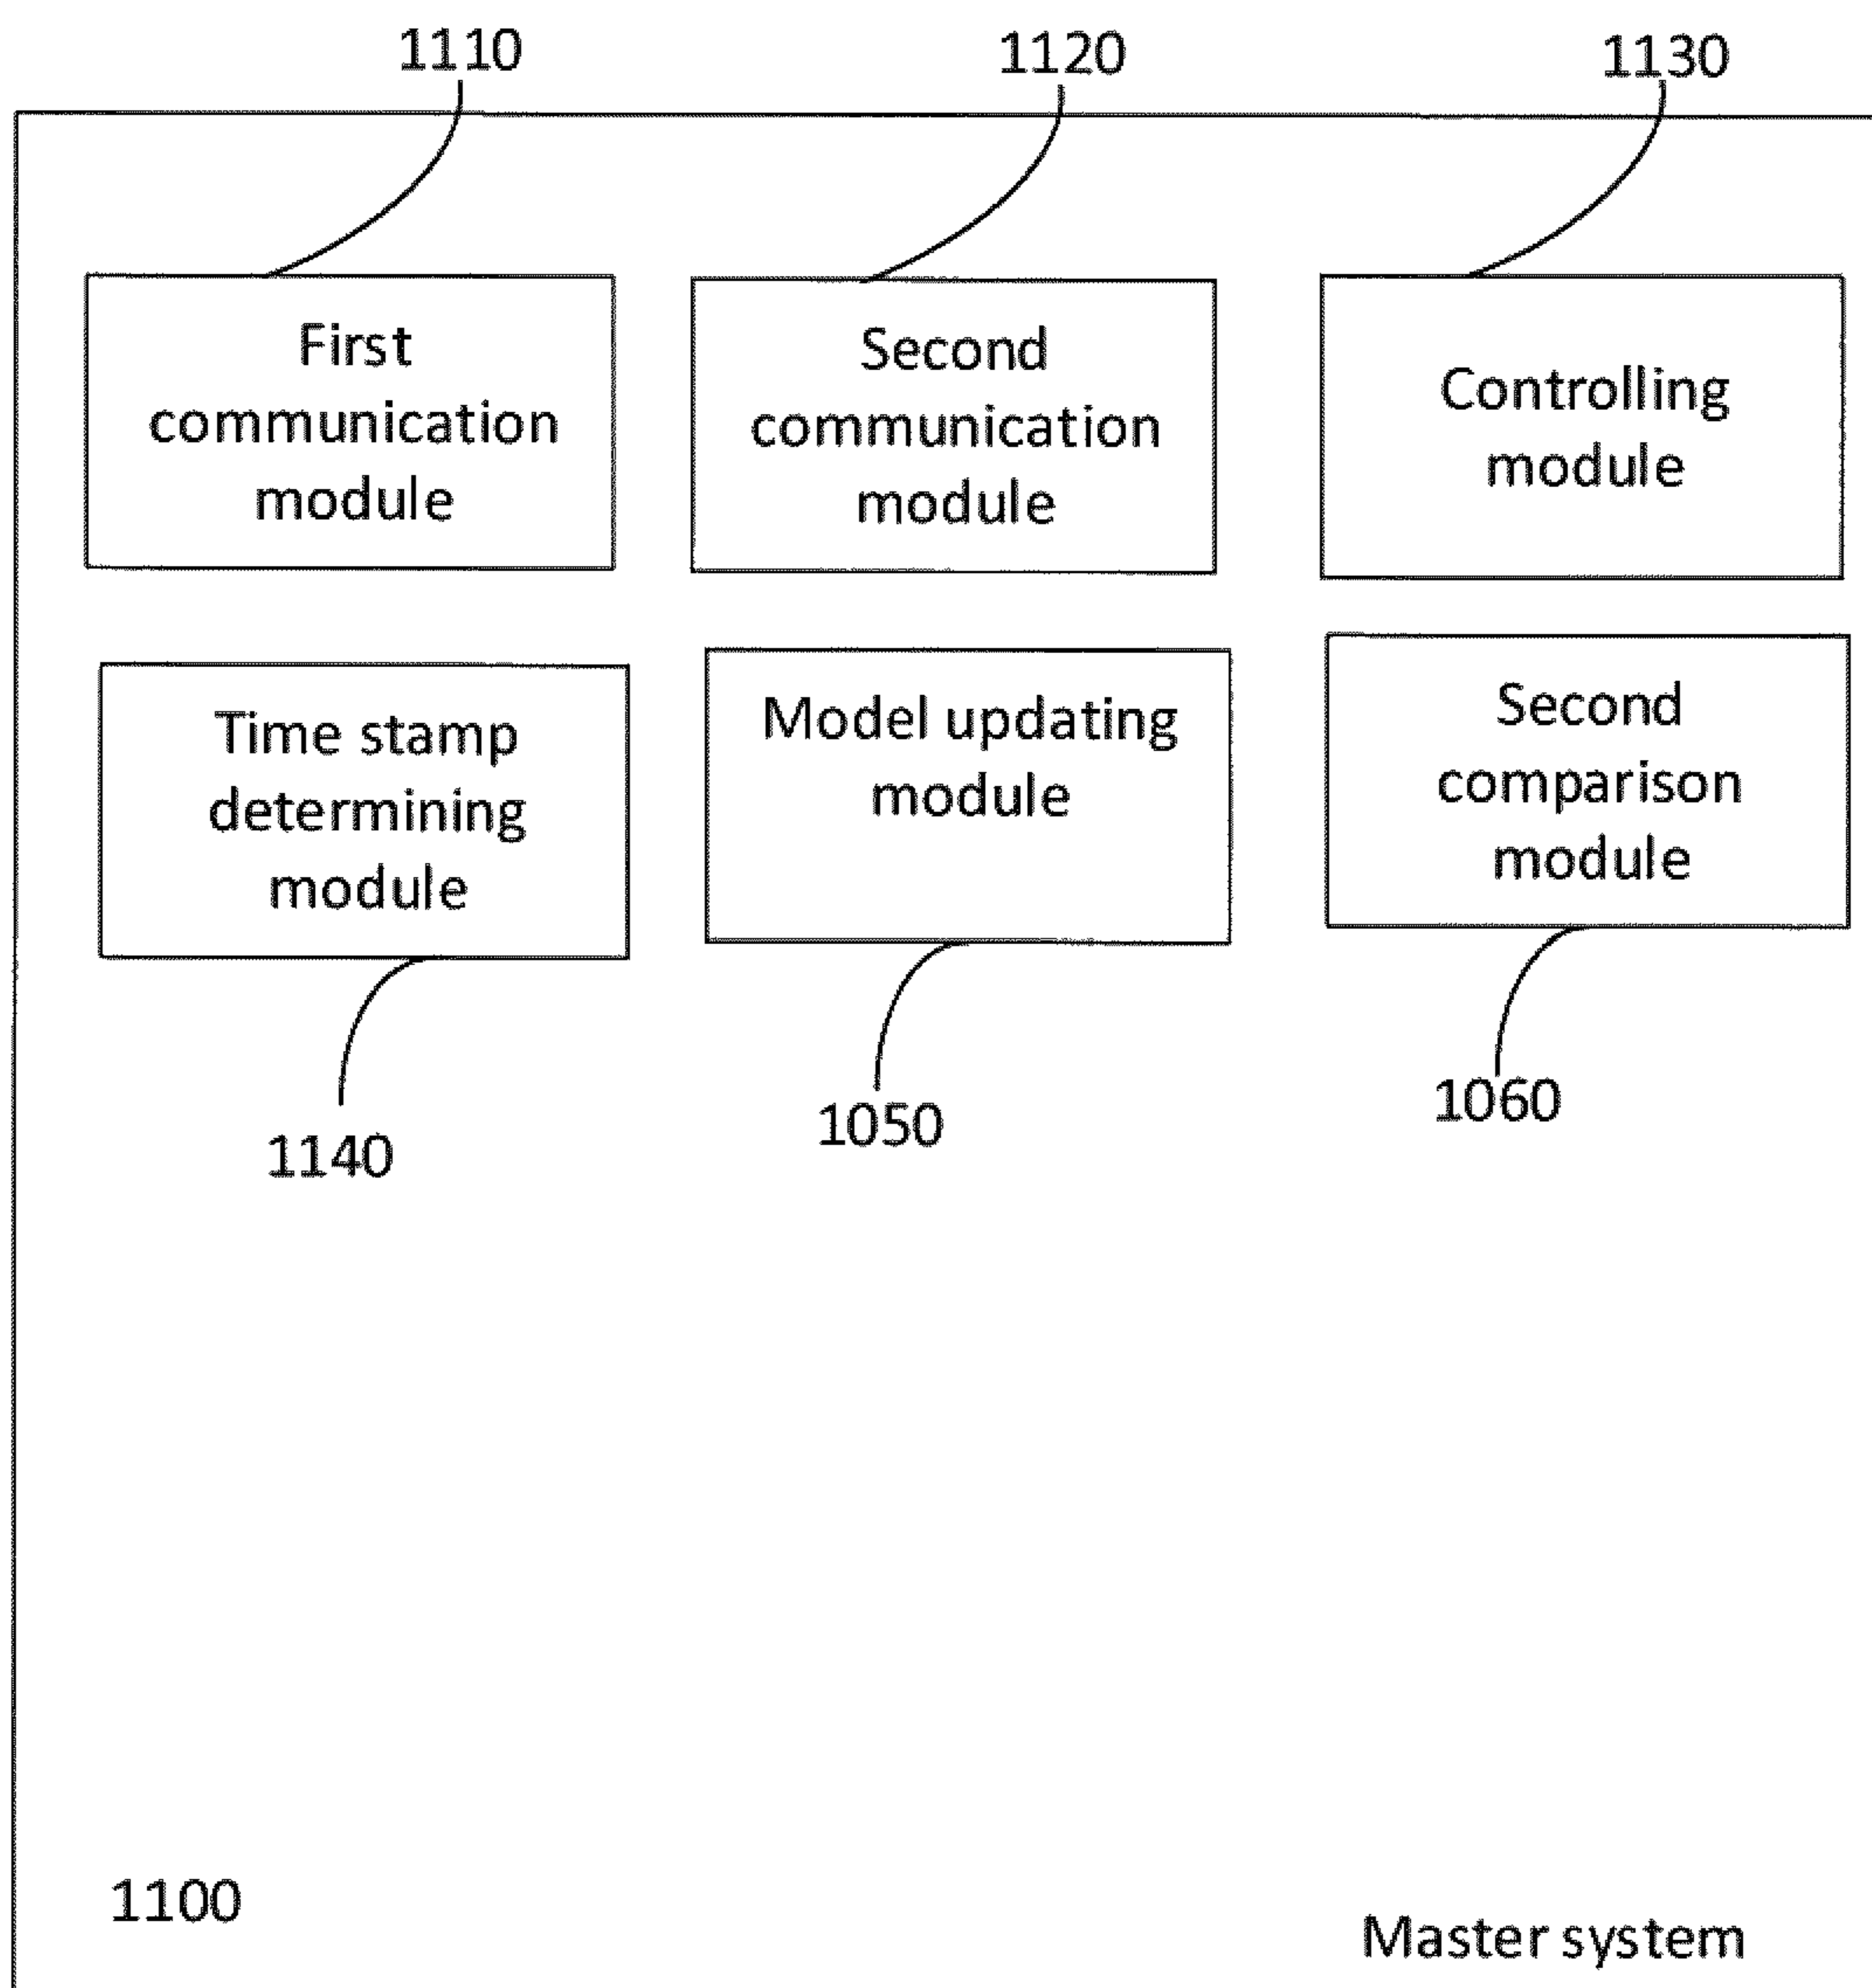 1110
1120
1130
First
communication
module
Second
communication
module
Controlling
module
Time stamp
determining
module
Model updating
module
Second
comparison
module
1140
1050
1060
1100
Master system